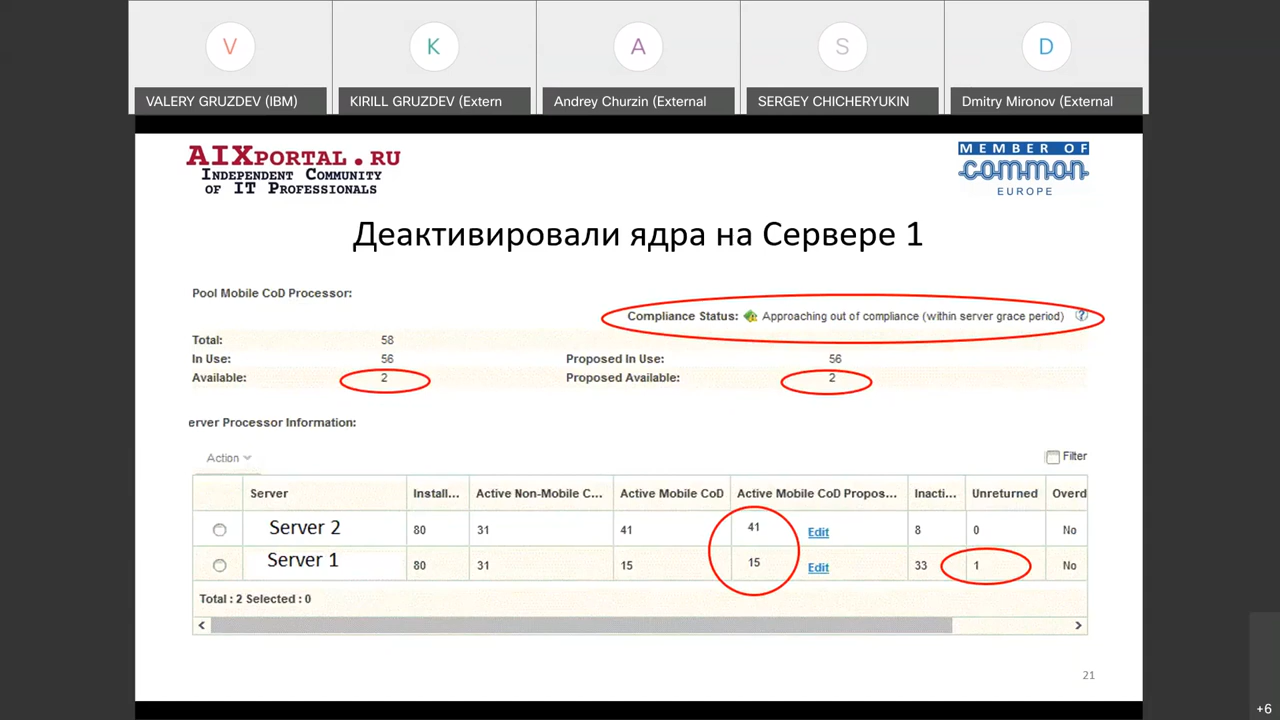 V K A S D
VALERY GRUZDEV (IBM) KIRILL GRUZDEV (Extern Andrey Churzin (External SERGEY CHICHERYUKIN Dmitry Mironov (External
AIXPORTAL.RU
INDEPENDENT COMMUNITY
OF IT PROFESSIONALS
MEMBER OF
COMMON
EUROPE
Деактивировали ядра на Сервере 1
Pool Mobile CoD Processor:
Compliance Status: Approaching out of compliance (within server grace period) ?
Total: 58
In Use: 56 Proposed In Use: 56
Available: 2 Proposed Available: 2
erver Processor Information:
Action Filter
Server Install... Active Non-Mobile C... Active Mobile CoD Active Mobile CoD Propos... Inacti... Unreturned Overd
Server 2 80 31 41 41 Edit 8 0 No
Server 1 80 31 15 15 Edit 33 1 No
Total : 2 Selected : 0
21
+6